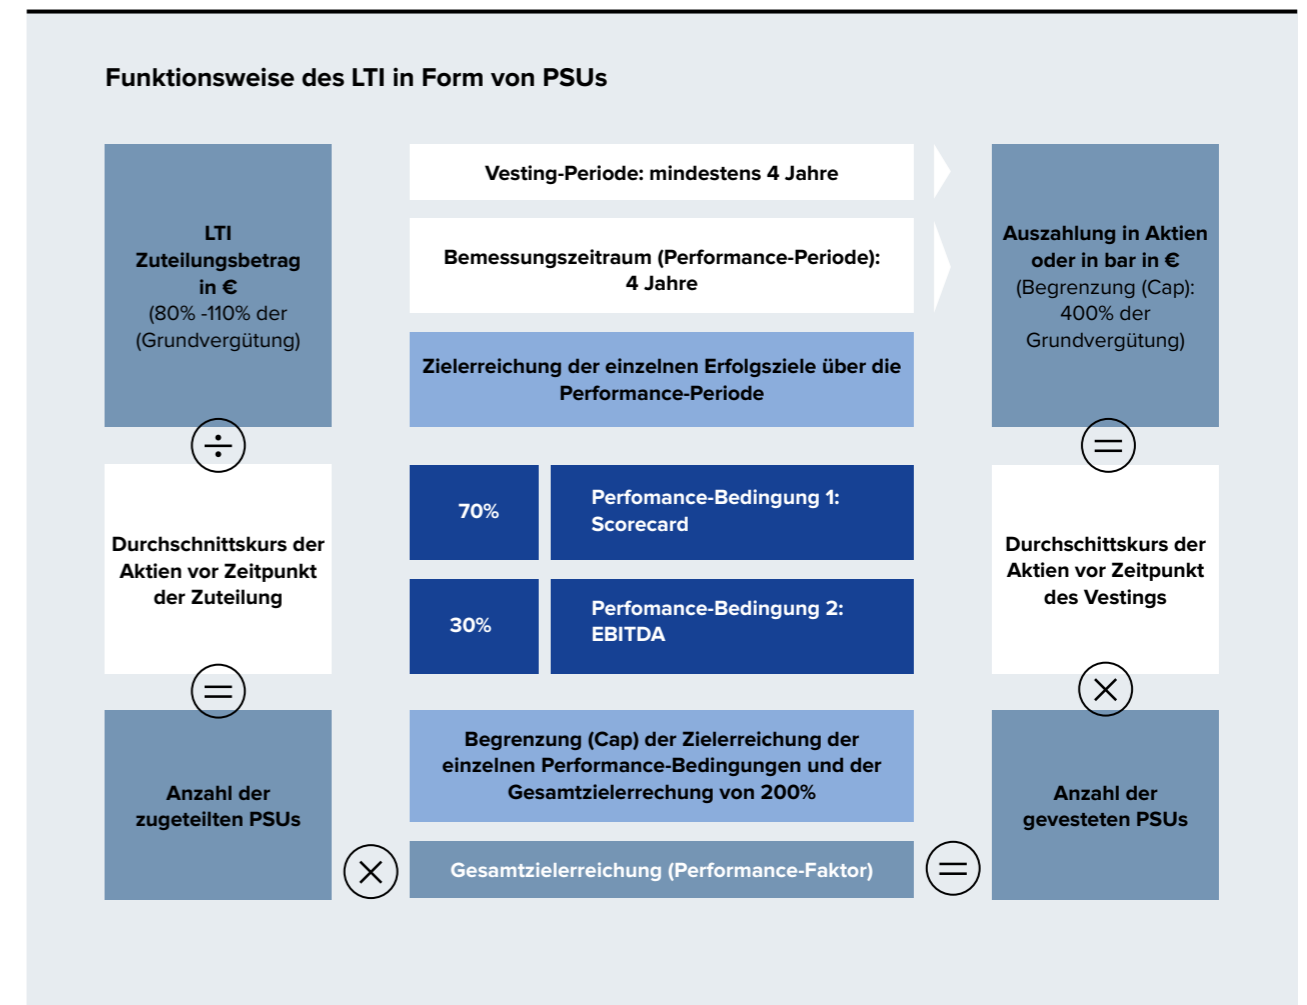 Funktionsweise des LTI in Form von PSUs
LTI
Zuteilungsbetrag
in €
(80% -110% der
(Grundvergütung)
÷
Durchschnittskurs der
Aktien vor Zeitpunkt
der Zuteilung
=
Anzahl der
zugeteilten PSUs
×
Vesting-Periode: mindestens 4 Jahre
Bemessungszeitraum (Performance-Periode):
4 Jahre
Zielerreichung der einzelnen Erfolgsziele über die
Performance-Periode
70%
Perfomance-Bedingung 1:
Scorecard
30%
Perfomance-Bedingung 2:
EBITDA
Begrenzung (Cap) der Zielerreichung der
einzelnen Performance-Bedingungen und der
Gesamtzielerrechung von 200%
Gesamtzielerreichung (Performance-Faktor)
=
Auszahlung in Aktien
oder in bar in €
(Begrenzung (Cap):
400% der
Grundvergütung)
=
Durchschittskurs der
Aktien vor Zeitpunkt
des Vestings
×
Anzahl der
gevesteten PSUs